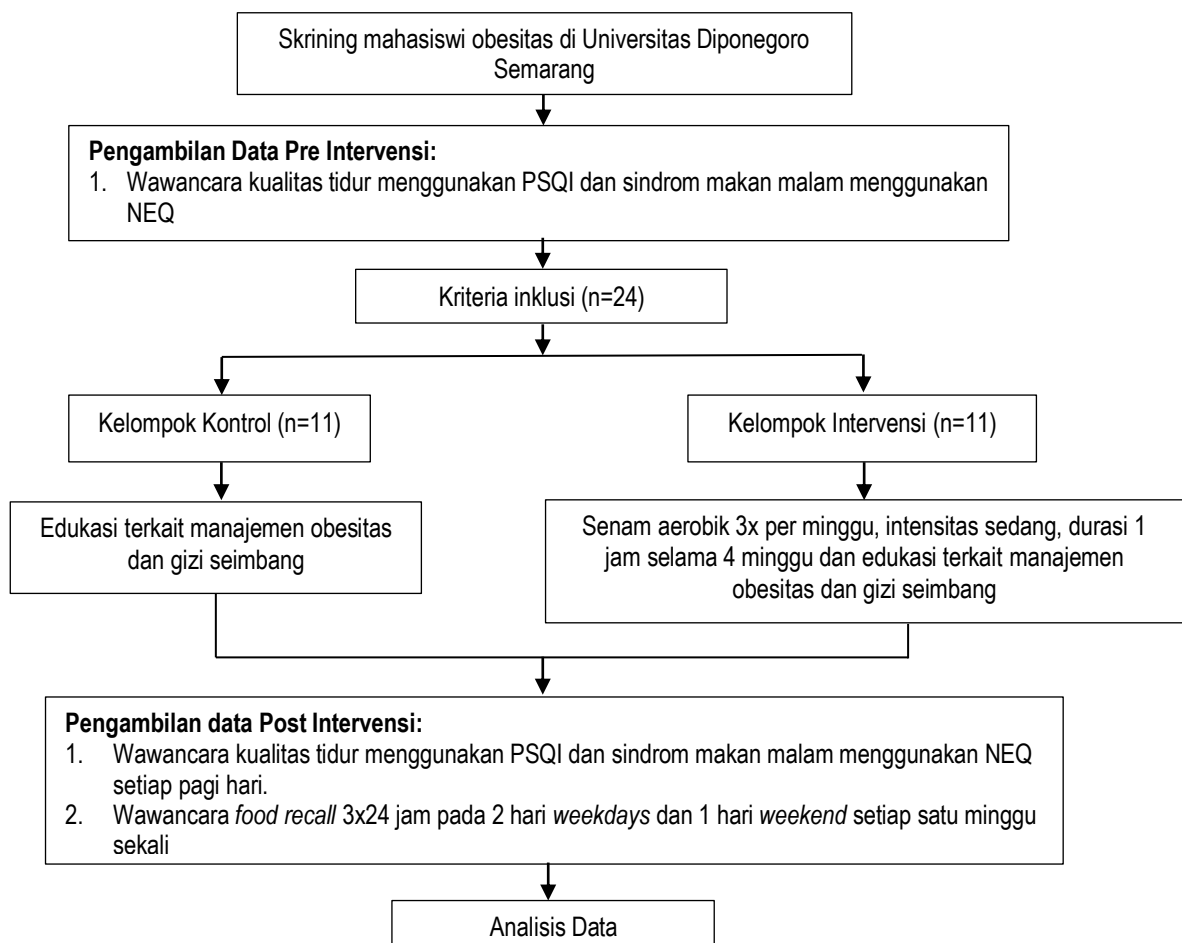 Skrining mahasiswi obesitas di Universitas Diponegoro
Semarang
Pengambilan Data Pre Intervensi:
1. Wawancara kualitas tidur menggunakan PSQI dan sindrom makan malam menggunakan
NEQ
Kriteria inklusi (n=24)
Kelompok Kontrol (n=11)
Kelompok Intervensi (n=11)
Edukasi terkait manajemen obesitas
dan gizi seimbang
Senam aerobik 3x per minggu, intensitas sedang, durasi 1
jam selama 4 minggu dan edukasi terkait manajemen
obesitas dan gizi seimbang
Pengambilan data Post Intervensi:
1. Wawancara kualitas tidur menggunakan PSQI dan sindrom makan malam menggunakan NEQ
setiap pagi hari.
2. Wawancara food recall 3x24 jam pada 2 hari weekdays dan 1 hari weekend setiap satu minggu
sekali
Analisis Data